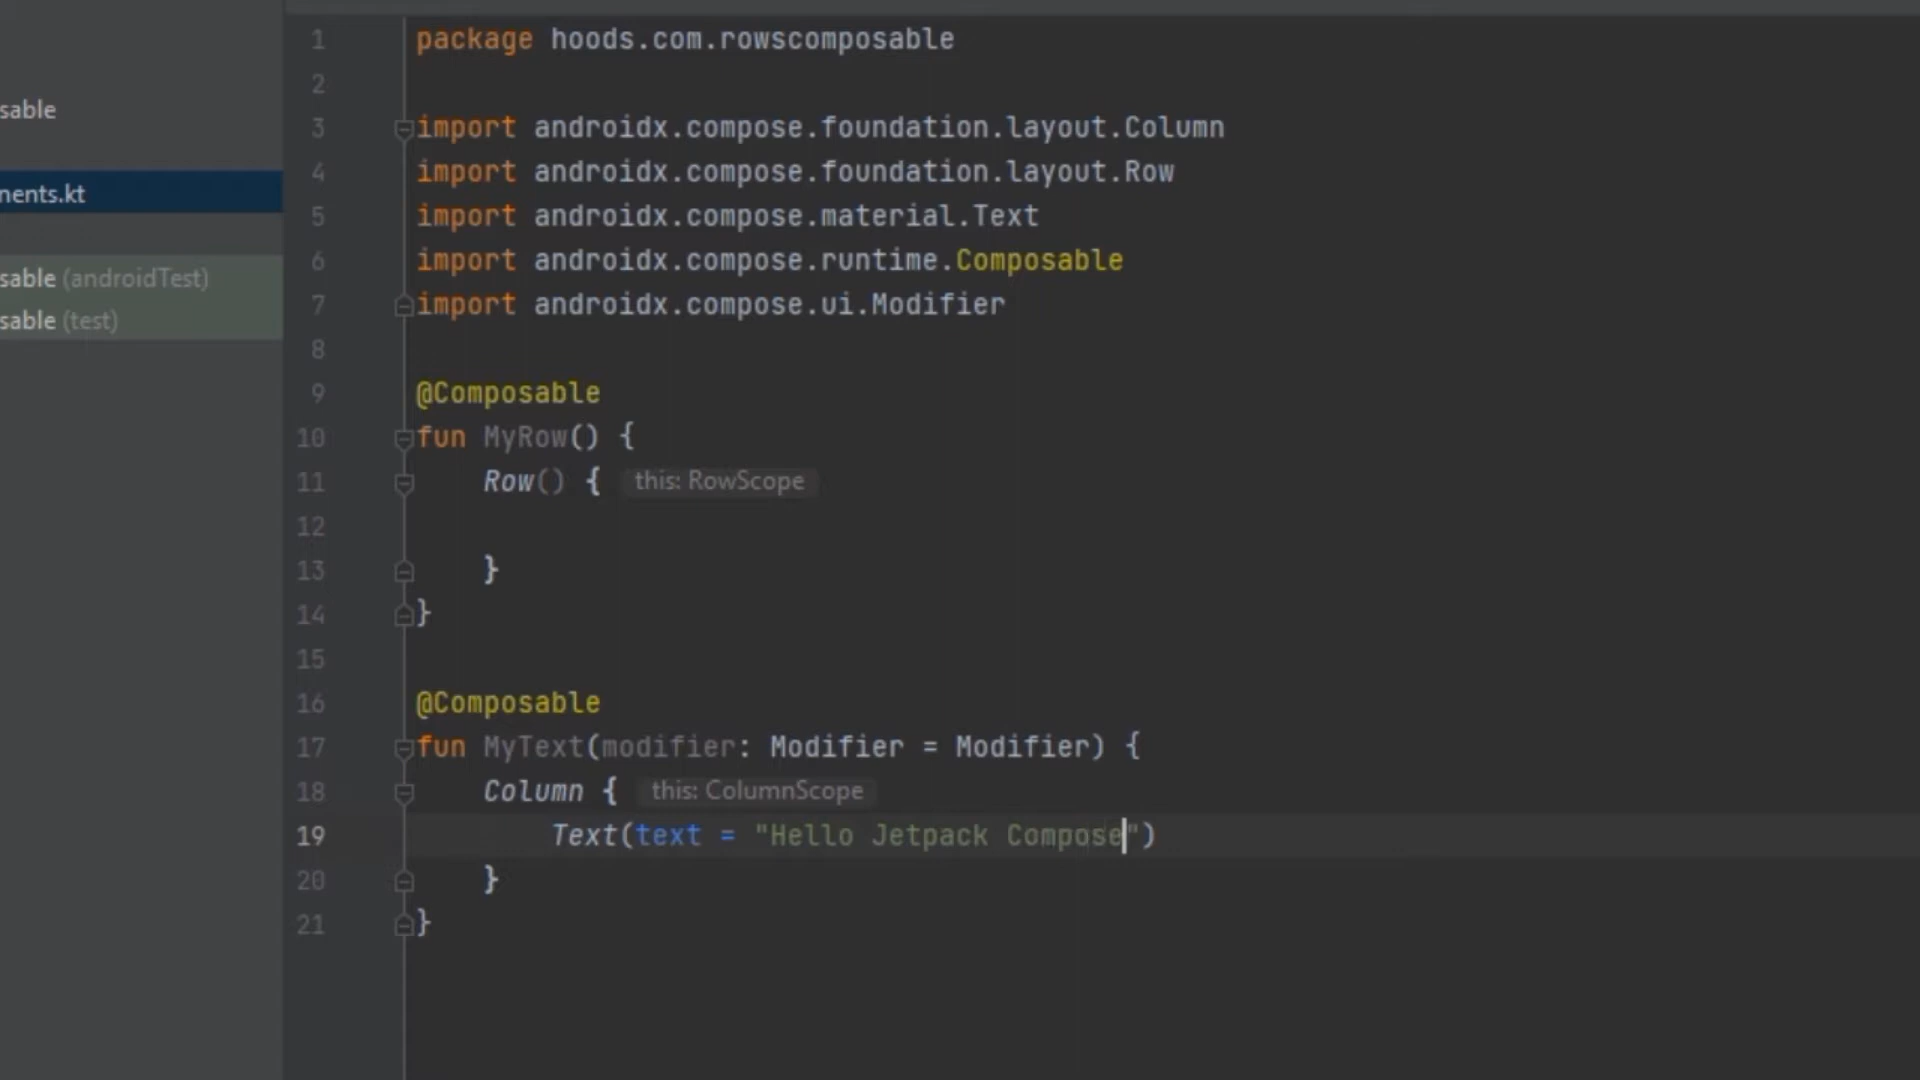 sable
nents.kt
sable (androidTest)
sable (test)
1 package hoods.com.rowscomposable
2
3 import androidx.compose.foundation.layout.Column
4 import androidx.compose.foundation.layout.Row
5 import androidx.compose.material.Text
6 import androidx.compose.runtime.Composable
7 import androidx.compose.ui.Modifier
8
9 @Composable
10 fun MyRow() {
11 Row() { this: RowScope
12
13 }
14 }
15
16 @Composable
17 fun MyText(modifier: Modifier = Modifier) {
18 Column { this: ColumnScope
19 Text(text = "Hello Jetpack Compose")
20 }
21 }